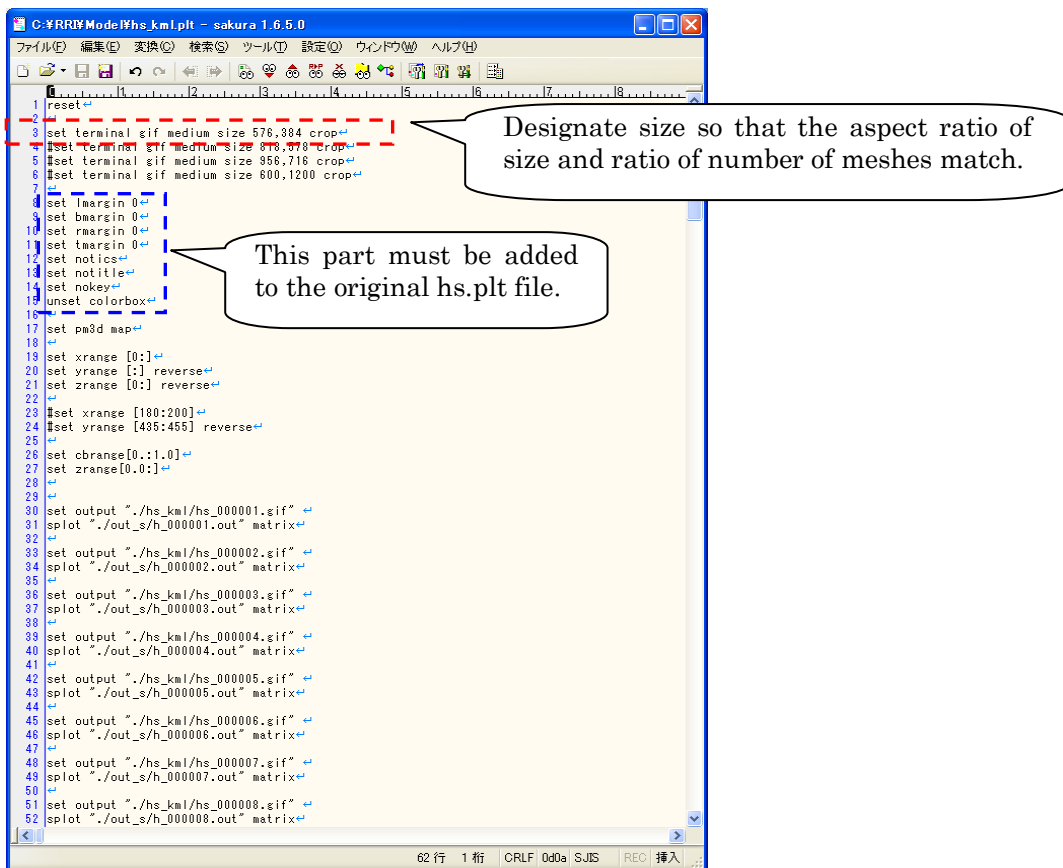 C:¥RRI¥Model¥hs_kml.plt - sakura 1.6.5.0
ファイル(F) 編集(E) 変換(C) 検索(S) ツール(T) 設定(O) ウィンドウ(W) ヘルプ(H)
0 1 2 3 4 5 6 7 8
1 reset↵
2 ↵
3 set terminal gif medium size 576,384 crop↵
4 #set terminal gif medium size 818,578 crop↵
5 #set terminal gif medium size 956,716 crop↵
6 #set terminal gif medium size 600,1200 crop↵
7 ↵
8 set lmargin 0↵
9 set bmargin 0↵
10 set rmargin 0↵
11 set tmargin 0↵
12 set notics↵
13 set notitle↵
14 set nokey↵
15 unset colorbox↵
16 ↵
17 set pm3d map↵
18 ↵
19 set xrange [0:]↵
20 set yrange [:] reverse↵
21 set zrange [0:] reverse↵
22 ↵
23 #set xrange [180:200]↵
24 #set yrange [435:455] reverse↵
25 ↵
26 set cbrange[0.:1.0]↵
27 set zrange[0.0:]↵
28 ↵
29 ↵
30 set output "./hs_kml/hs_000001.gif" ↵
31 splot "./out_s/h_000001.out" matrix↵
32 ↵
33 set output "./hs_kml/hs_000002.gif" ↵
34 splot "./out_s/h_000002.out" matrix↵
35 ↵
36 set output "./hs_kml/hs_000003.gif" ↵
37 splot "./out_s/h_000003.out" matrix↵
38 ↵
39 set output "./hs_kml/hs_000004.gif" ↵
40 splot "./out_s/h_000004.out" matrix↵
41 ↵
42 set output "./hs_kml/hs_000005.gif" ↵
43 splot "./out_s/h_000005.out" matrix↵
44 ↵
45 set output "./hs_kml/hs_000006.gif" ↵
46 splot "./out_s/h_000006.out" matrix↵
47 ↵
48 set output "./hs_kml/hs_000007.gif" ↵
49 splot "./out_s/h_000007.out" matrix↵
50 ↵
51 set output "./hs_kml/hs_000008.gif" ↵
52 splot "./out_s/h_000008.out" matrix↵
62 行 1 桁 CRLF 0d0a SJIS REC 挿入
Designate size so that the aspect ratio of
size and ratio of number of meshes match.
This part must be added
to the original hs.plt file.